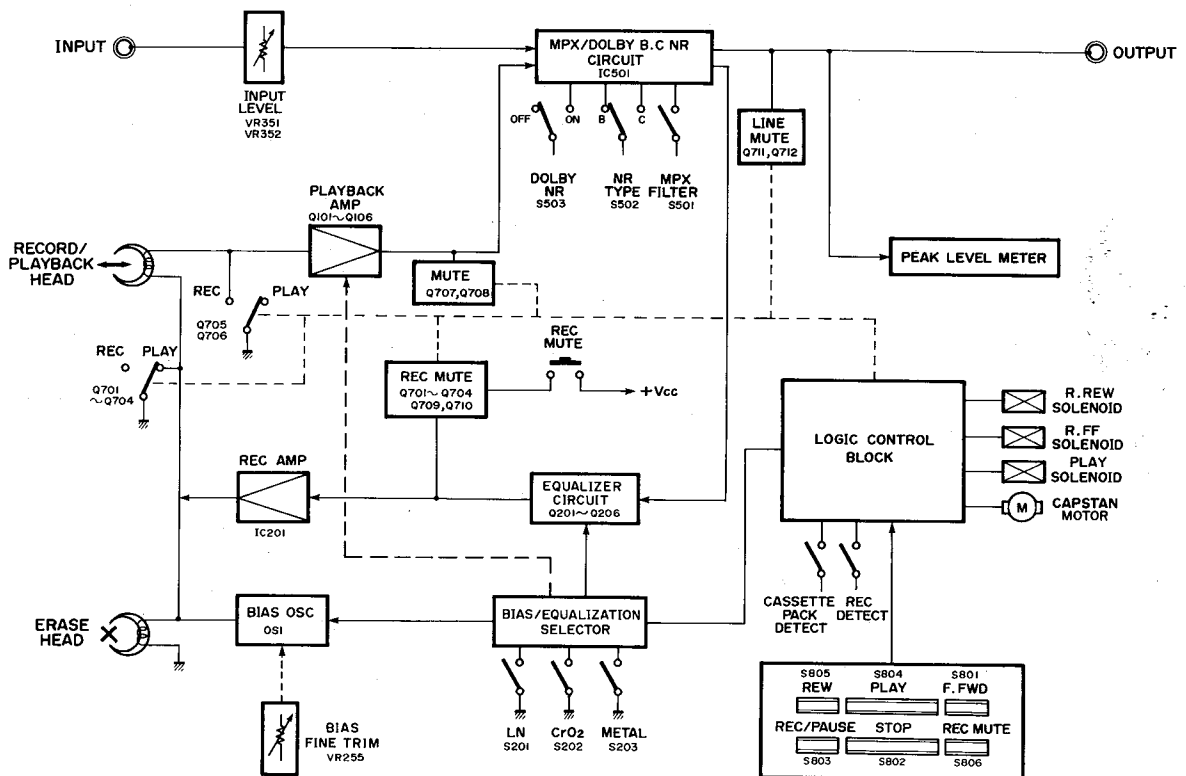 INPUT
INPUT
LEVEL
VR351
VR352
MPX/DOLBY B.C NR
CIRCUIT
IC501
OUTPUT
OFF
ON
B
C
DOLBY
NR
S503
NR
TYPE
S502
MPX
FILTER
S501
LINE
MUTE
Q711,Q712
PLAYBACK
AMP
Q101~Q106
RECORD/
PLAYBACK
HEAD
MUTE
Q707,Q708
PEAK LEVEL METER
REC
PLAY
Q705
Q706
REC
PLAY
Q701
~Q704
REC MUTE
Q701~Q704
Q709,Q710
REC
MUTE
+Vcc
LOGIC CONTROL
BLOCK
R.REW
SOLENOID
R.FF
SOLENOID
PLAY
SOLENOID
M
CAPSTAN
MOTOR
REC AMP
IC201
EQUALIZER
CIRCUIT
Q201~Q206
CASSETTE
PACK
DETECT
REC
DETECT
ERASE
HEAD
BIAS OSC
OS1
BIAS/EQUALIZATION
SELECTOR
LN
S201
CrO2
S202
METAL
S203
BIAS
FINE TRIM
VR255
S805
REW
S804
PLAY
S801
F.FWD
REC/PAUSE
S803
STOP
S802
REC MUTE
S806